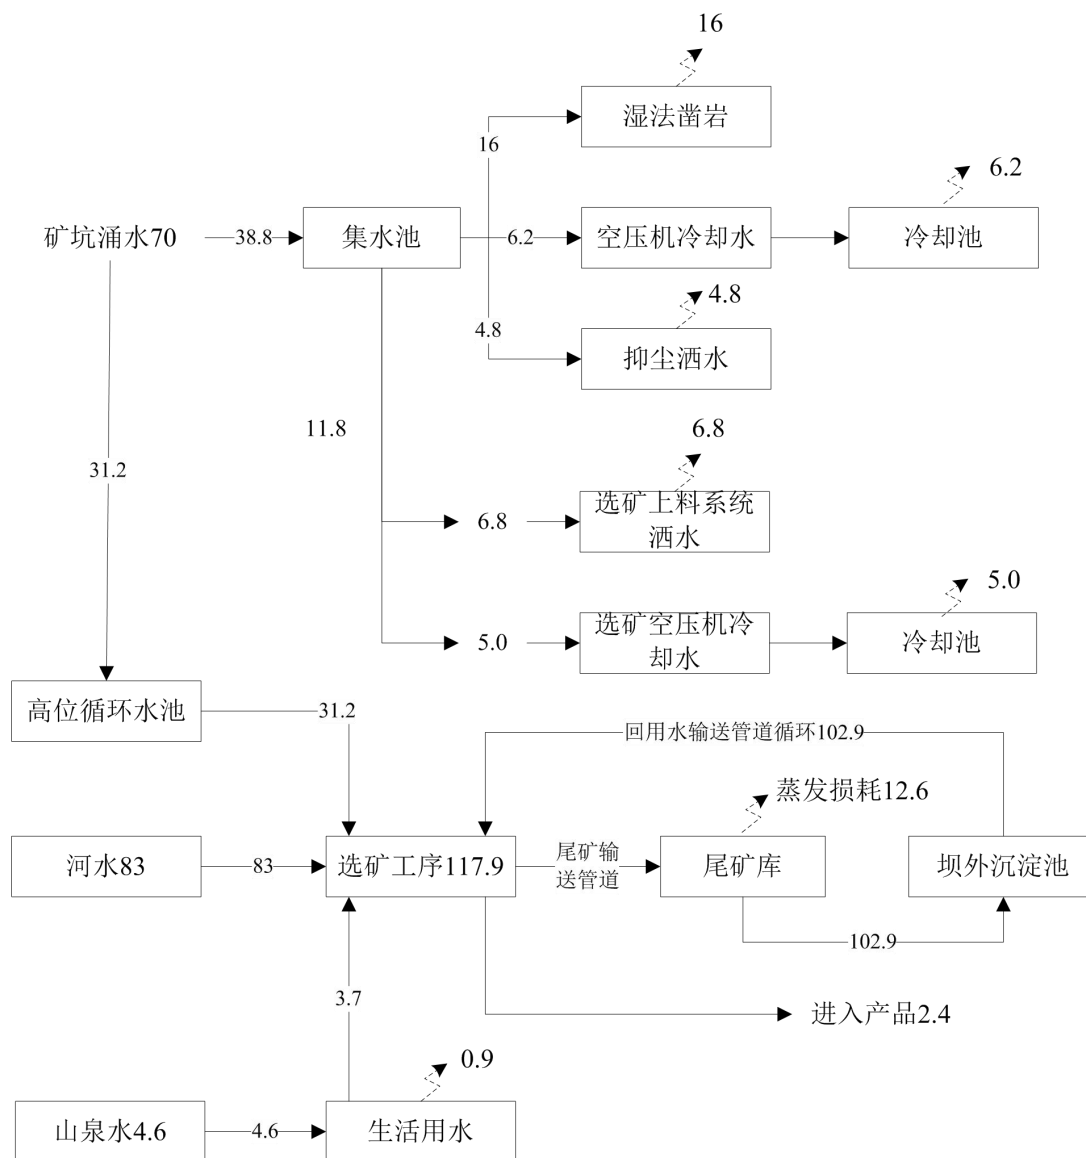 16
湿法凿岩
16
6.2
矿坑涌水70
38.8
集水池
6.2
空压机冷却水
冷却池
4.8
4.8
抑尘洒水
11.8
6.8
31.2
6.8
选矿上料系统
洒水
5.0
5.0
选矿空压机冷
却水
冷却池
高位循环水池
31.2
回用水输送管道循环102.9
蒸发损耗12.6
河水83
83
选矿工序117.9
尾矿输
送管道
尾矿库
坝外沉淀池
102.9
3.7
进入产品2.4
0.9
山泉水4.6
4.6
生活用水